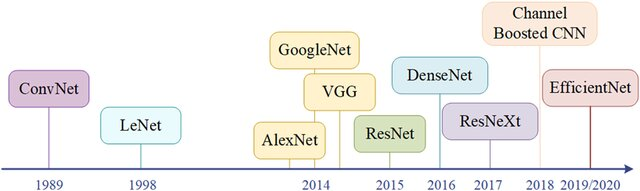 Channel
Boosted CNN
GoogleNet
DenseNet
ConvNet
VGG
EfficientNet
LeNet
AlexNet
ResNet
ResNeXt
1989
1998
2014
2015
2016
2017
2018
2019/2020